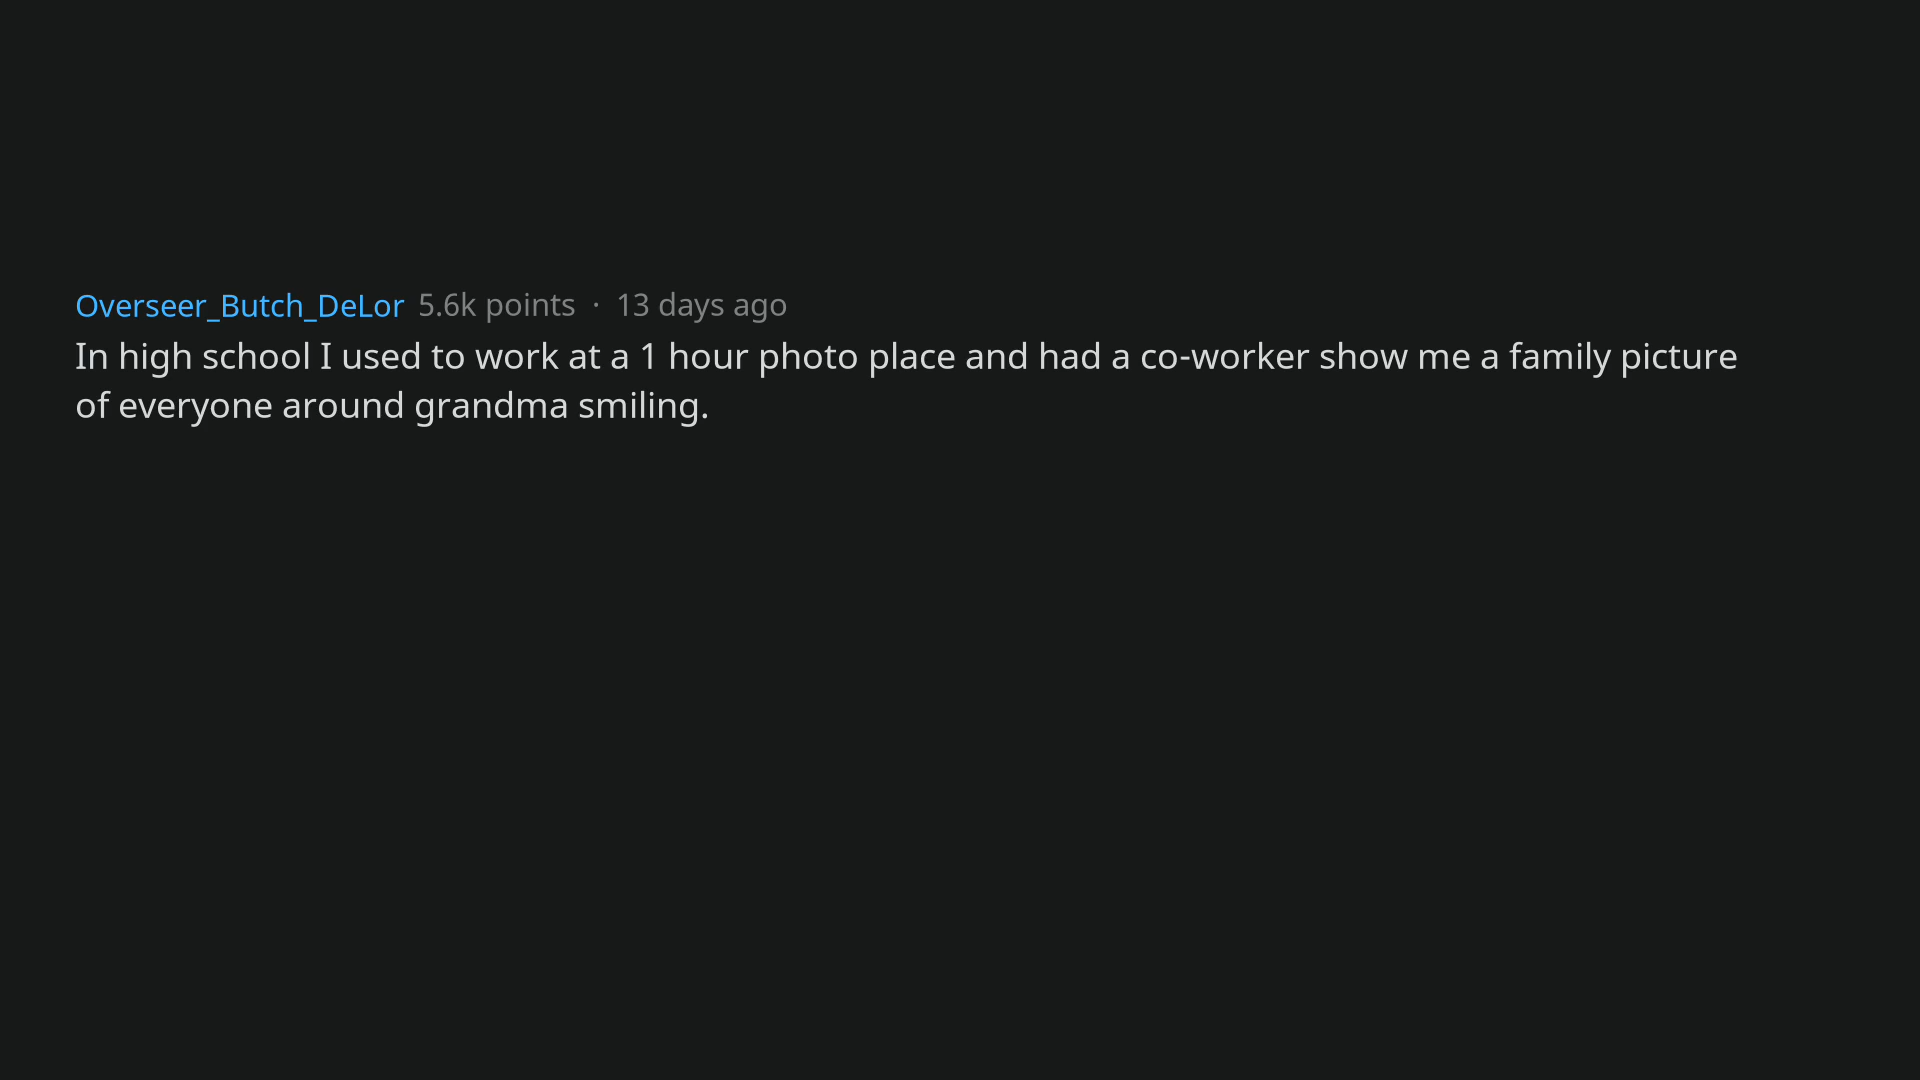 Overseer_Butch_DeLor 5.6k points · 13 days ago
In high school I used to work at a 1 hour photo place and had a co-worker show me a family picture
of everyone around grandma smiling.